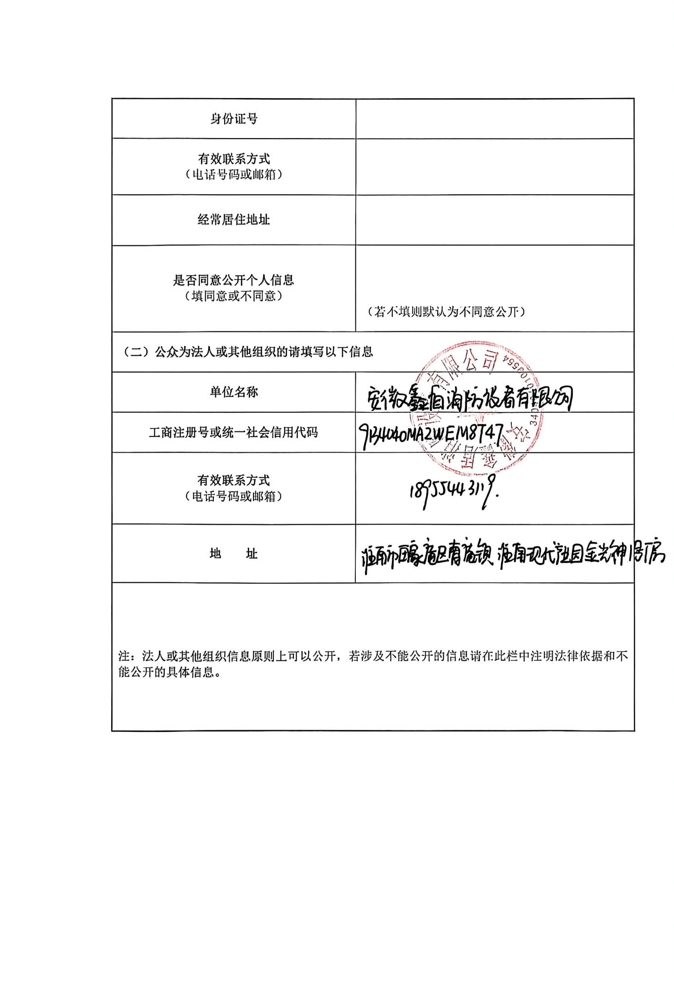 身份证号
有效联系方式
（电话号码或邮箱）
经常居住地址
是否同意公开个人信息
（填同意或不同意）
（若不填则默认为不同意公开）
（二）公众为法人或其他组织的请填写以下信息
单位名称
安徽鑫盾消防设备有限公司
工商注册号或统一社会信用代码
9134040MA2WEM8T47
有效联系方式
（电话号码或邮箱）
18955443119.
地 址
淮南市田家庵区曹庵镇 淮南现代产业园金光神1号厂房
注：法人或其他组织信息原则上可以公开，若涉及不能公开的信息请在此栏中注明法律依据和不
能公开的具体信息。
有限公司